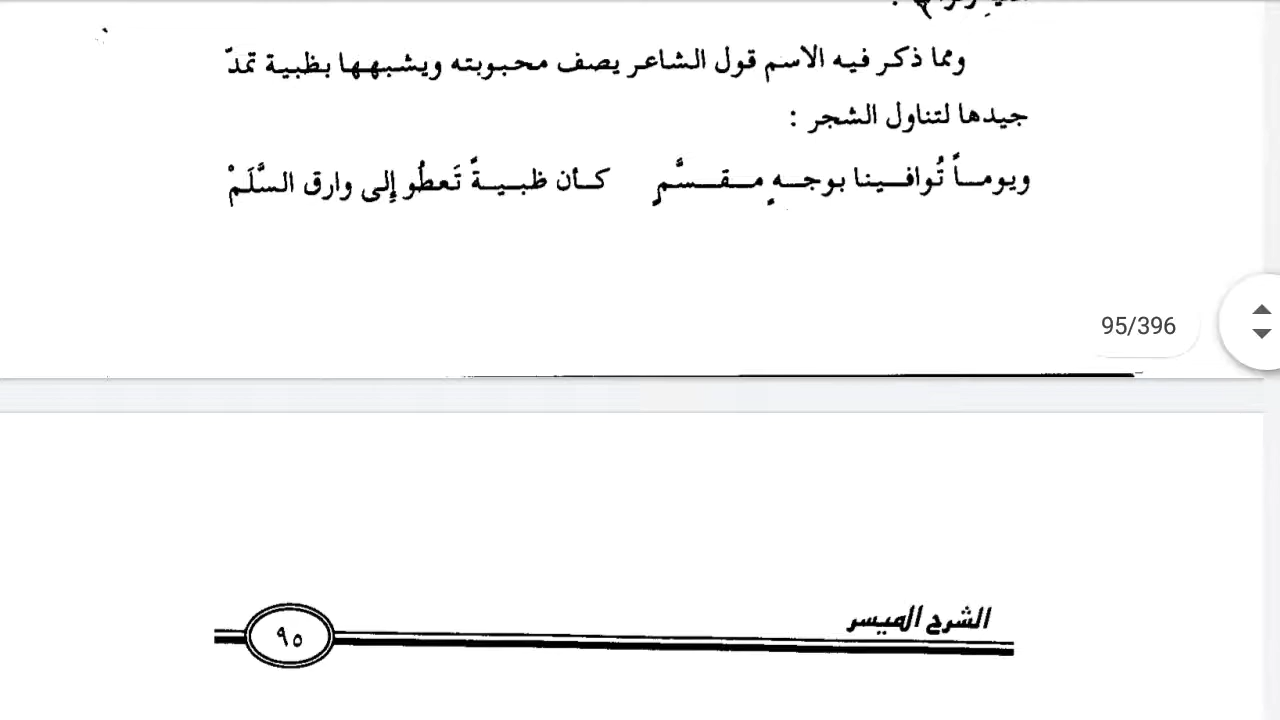 ومما ذكر فيه الاسم قول الشاعر يصف محبوبته ويشبهها بظبية تمدّ
جيدها لتناول الشجر :
ويوماً تُوافينا بوجهٍ مقسَّمٍ كأن ظبيةً تَعطُو إلى وارق السَّلَمْ
95/396
الشرح الميسر
٩٥